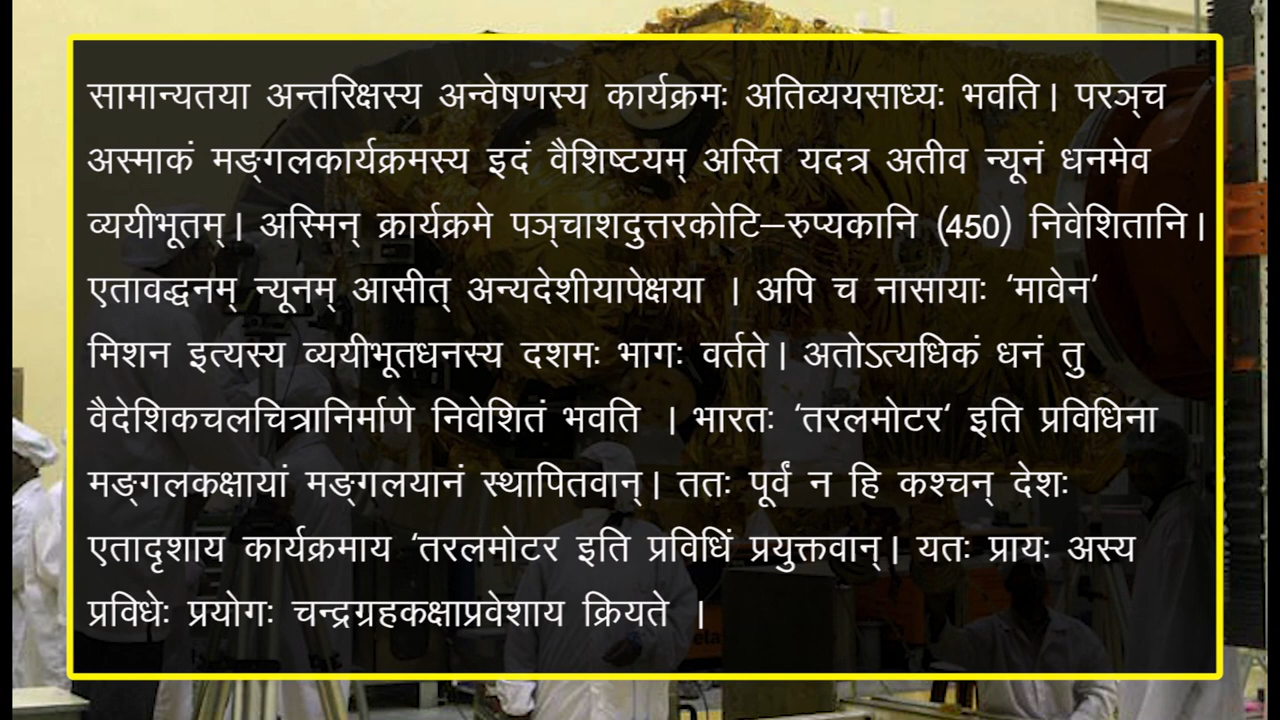 सामान्यतया अन्तरिक्षस्य अन्वेषणस्य कार्यक्रमः अतिव्ययसाध्यः भवति। परञ्च
अस्माकं मङ्गलकार्यक्रमस्य इदं वैशिष्टयम् अस्ति यदत्र अतीव न्यूनं धनमेव
व्ययीभूतम्। अस्मिन् क्रार्यक्रमे पञ्चाशदुत्तरकोटि–रुप्यकानि (450) निवेशितानि।
एतावद्धनम् न्यूनम् आसीत् अन्यदेशीयापेक्षया । अपि च नासायाः ‘मावेन‘
मिशन इत्यस्य व्ययीभूतधनस्य दशमः भागः वर्तते। अतोऽत्यधिकं धनं तु
वैदेशिकचलचित्रानिर्माणे निवेशितं भवति । भारतः ‘तरलमोटर‘ इति प्रविधिना
मङ्गलकक्षायां मङ्गलयानं स्थापितवान्। ततः पूर्वं न हि कश्चन् देशः
एतादृशाय कार्यक्रमाय ‘तरलमोटर इति प्रविधिं प्रयुक्तवान्। यतः प्रायः अस्य
प्रविधेः प्रयोगः चन्द्रग्रहकक्षाप्रवेशाय क्रियते ।